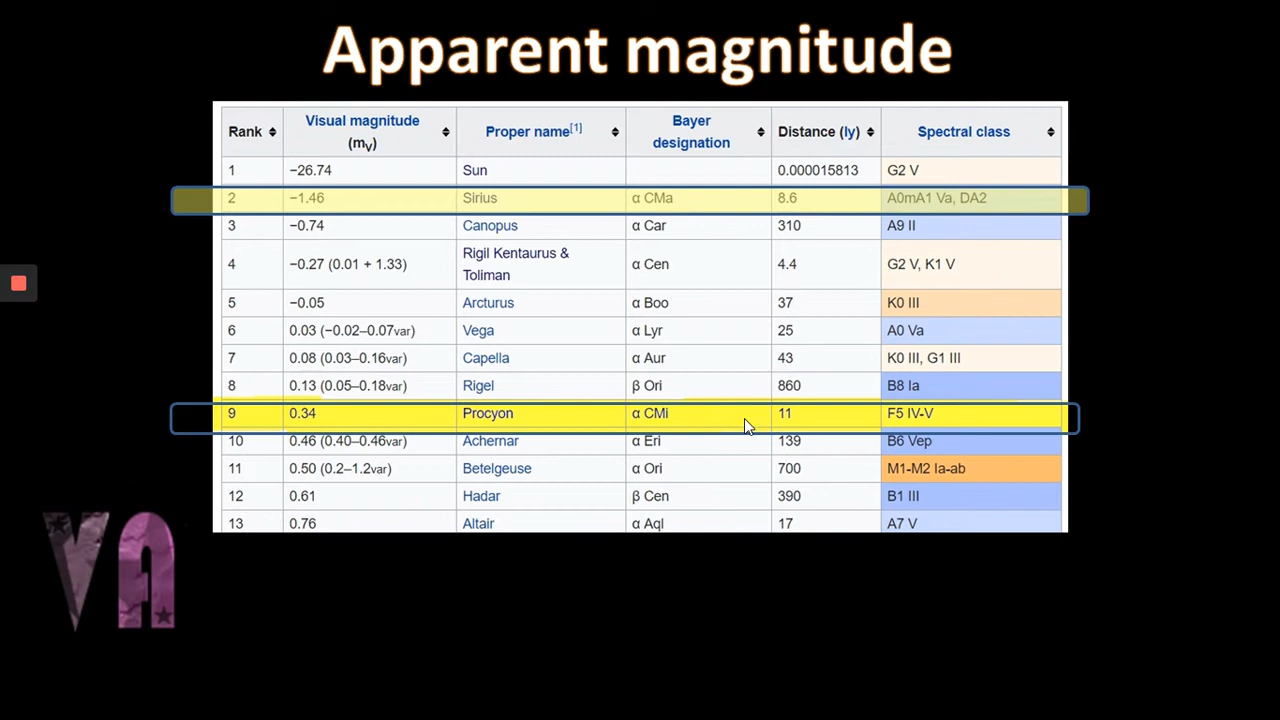 Apparent magnitude
Rank Visual magnitude (mV) Proper name[1] Bayer designation Distance (ly) Spectral class
1 −26.74 Sun 0.000015813 G2 V
2 −1.46 Sirius α CMa 8.6 A0mA1 Va, DA2
3 −0.74 Canopus α Car 310 A9 II
4 −0.27 (0.01 + 1.33) Rigil Kentaurus & Toliman α Cen 4.4 G2 V, K1 V
5 −0.05 Arcturus α Boo 37 K0 III
6 0.03 (−0.02–0.07var) Vega α Lyr 25 A0 Va
7 0.08 (0.03–0.16var) Capella α Aur 43 K0 III, G1 III
8 0.13 (0.05–0.18var) Rigel β Ori 860 B8 Ia
9 0.34 Procyon α CMi 11 F5 IV-V
10 0.46 (0.40–0.46var) Achernar α Eri 139 B6 Vep
11 0.50 (0.2–1.2var) Betelgeuse α Ori 700 M1-M2 Ia-ab
12 0.61 Hadar β Cen 390 B1 III
13 0.76 Altair α Aql 17 A7 V
VA